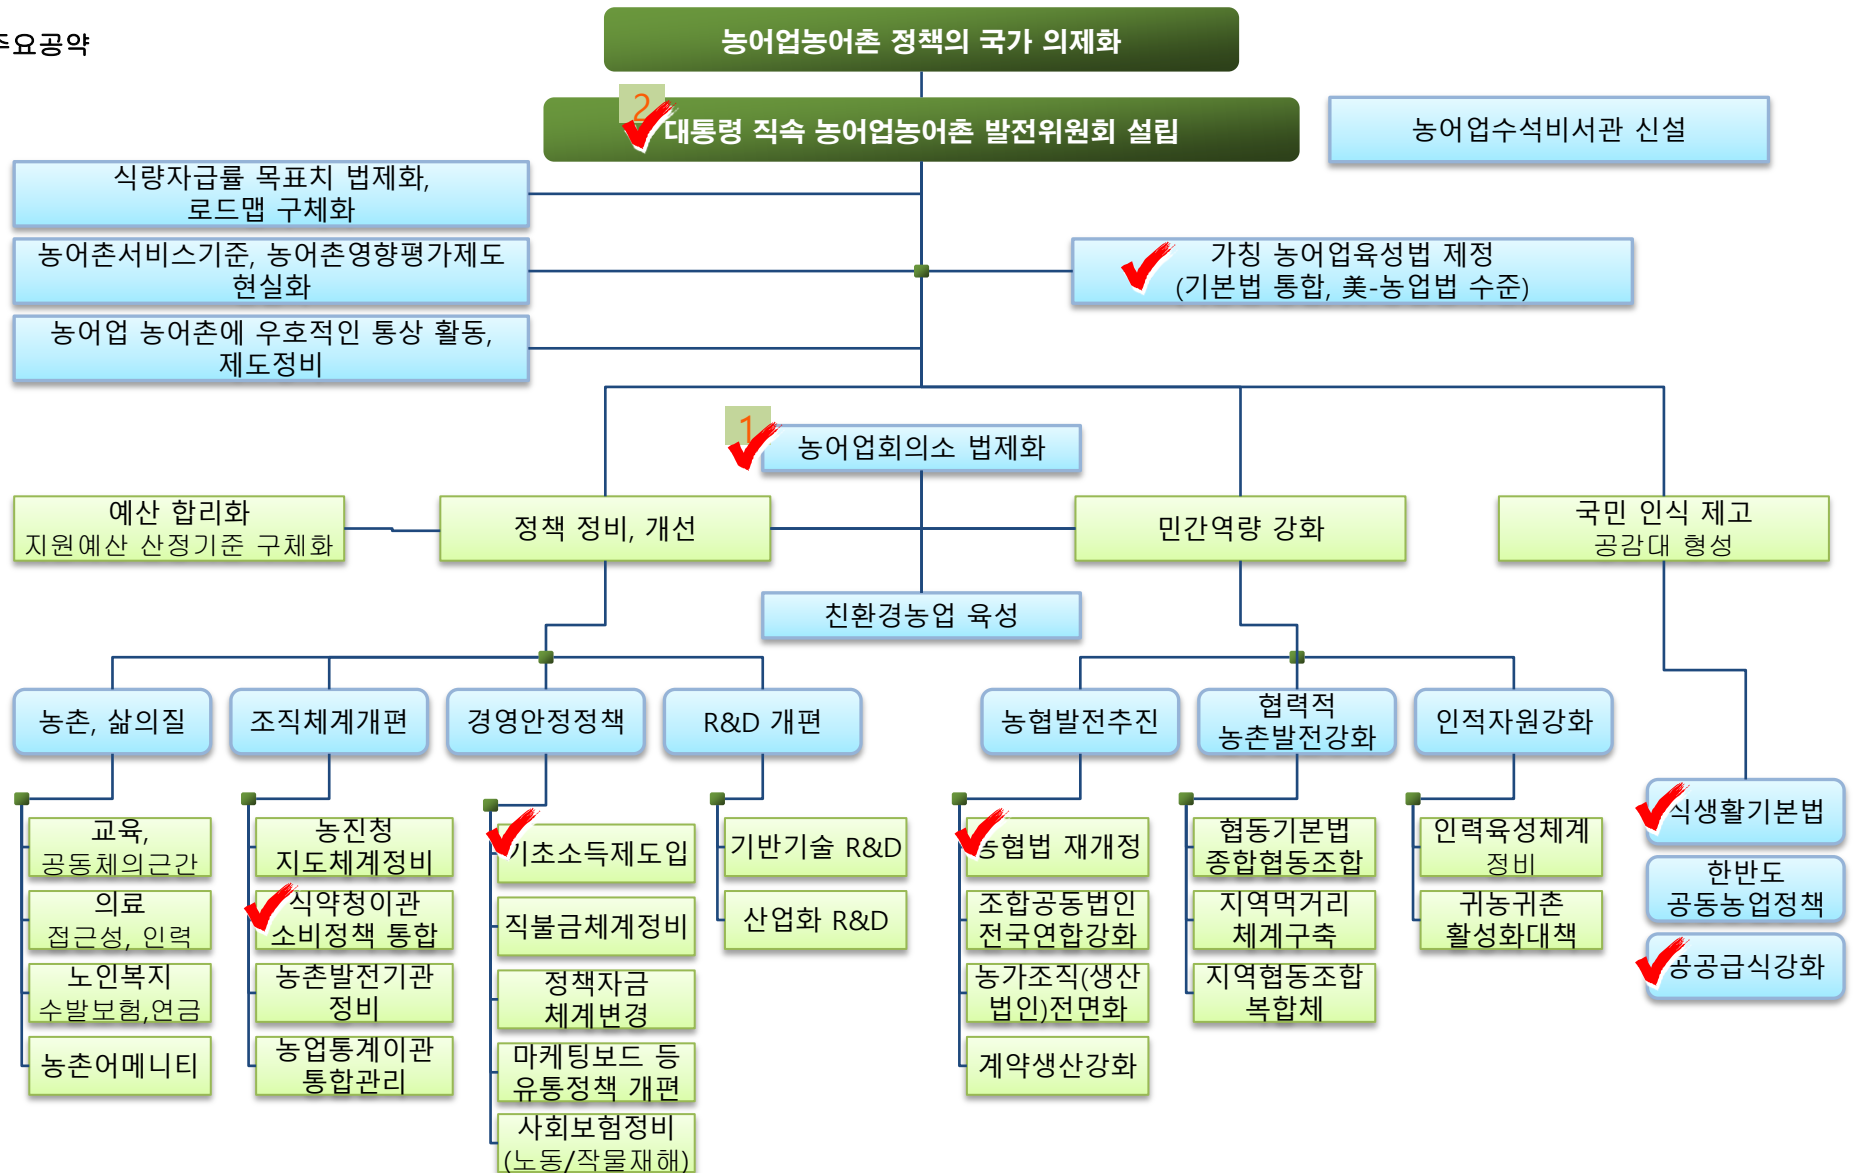 주요공약
농어업농어촌 정책의 국가 의제화
2
대통령 직속 농어업농어촌 발전위원회 설립
농어업수석비서관 신설
식량자급률 목표치 법제화,
로드맵 구체화
농어촌서비스기준, 농어촌영향평가제도
현실화
가칭 농어업육성법 제정
(기본법 통합, 美-농업법 수준)
농어업 농어촌에 우호적인 통상 활동,
제도정비
1
농어업회의소 법제화
예산 합리화
지원예산 산정기준 구체화
정책 정비, 개선
민간역량 강화
국민 인식 제고
공감대 형성
친환경농업 육성
농촌, 삶의질
조직체계개편
경영안정정책
R&D 개편
농협발전추진
협력적
농촌발전강화
인적자원강화
교육,
공동체의근간
의료
접근성, 인력
노인복지
수발보험,연금
농촌어메니티
농진청
지도체계정비
식약청이관
소비정책 통합
농촌발전기관
정비
농업통계이관
통합관리
기초소득제도입
직불금체계정비
정책자금
체계변경
마케팅보드 등
유통정책 개편
사회보험정비
(노동/작물재해)
기반기술 R&D
산업화 R&D
농협법 재개정
조합공동법인
전국연합강화
농가조직(생산
법인)전면화
계약생산강화
협동기본법
종합협동조합
지역먹거리
체계구축
지역협동조합
복합체
인력육성체계
정비
귀농귀촌
활성화대책
식생활기본법
한반도
공동농업정책
공공급식강화